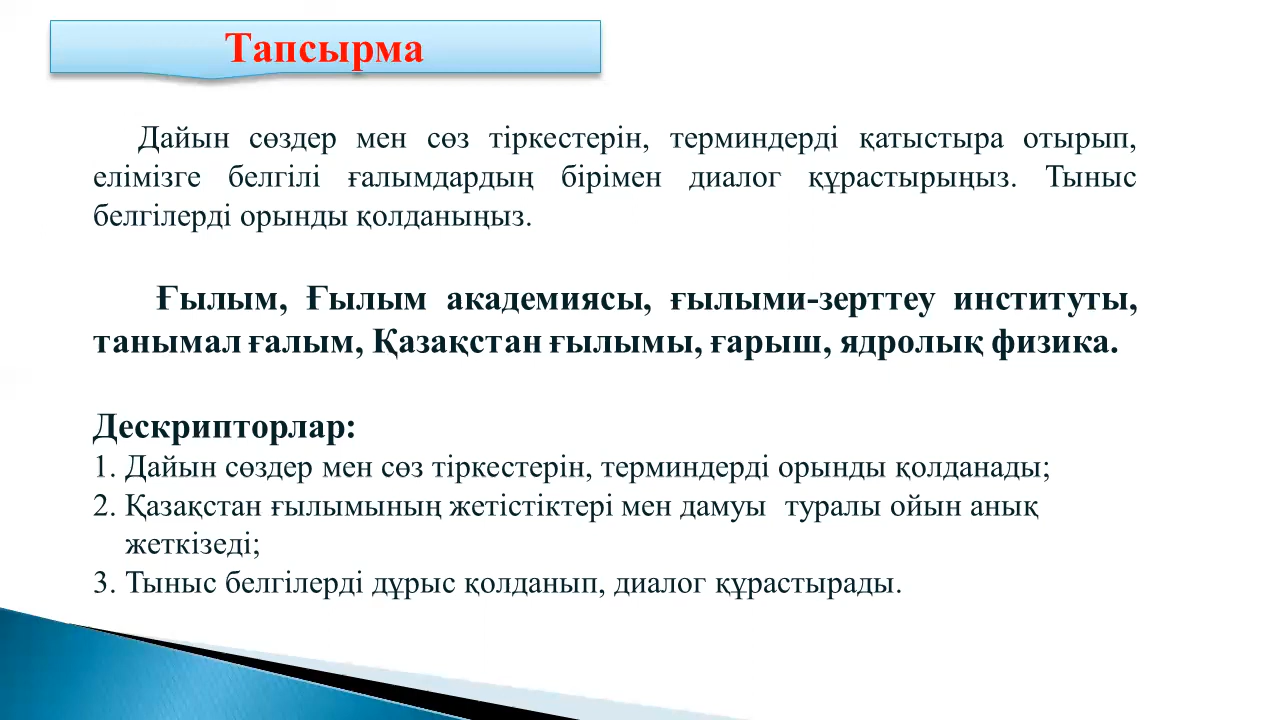 Тапсырма
Дайын сөздер мен сөз тіркестерін, терминдерді қатыстыра отырып,
елімізге белгілі ғалымдардың бірімен диалог құрастырыңыз. Тыныс
белгілерді орынды қолданыңыз.
Ғылым, Ғылым академиясы, ғылыми-зерттеу институты,
танымал ғалым, Қазақстан ғылымы, ғарыш, ядролық физика.
Дескрипторлар:
1. Дайын сөздер мен сөз тіркестерін, терминдерді орынды қолданады;
2. Қазақстан ғылымының жетістіктері мен дамуы туралы ойын анық
жеткізеді;
3. Тыныс белгілерді дұрыс қолданып, диалог құрастырады.